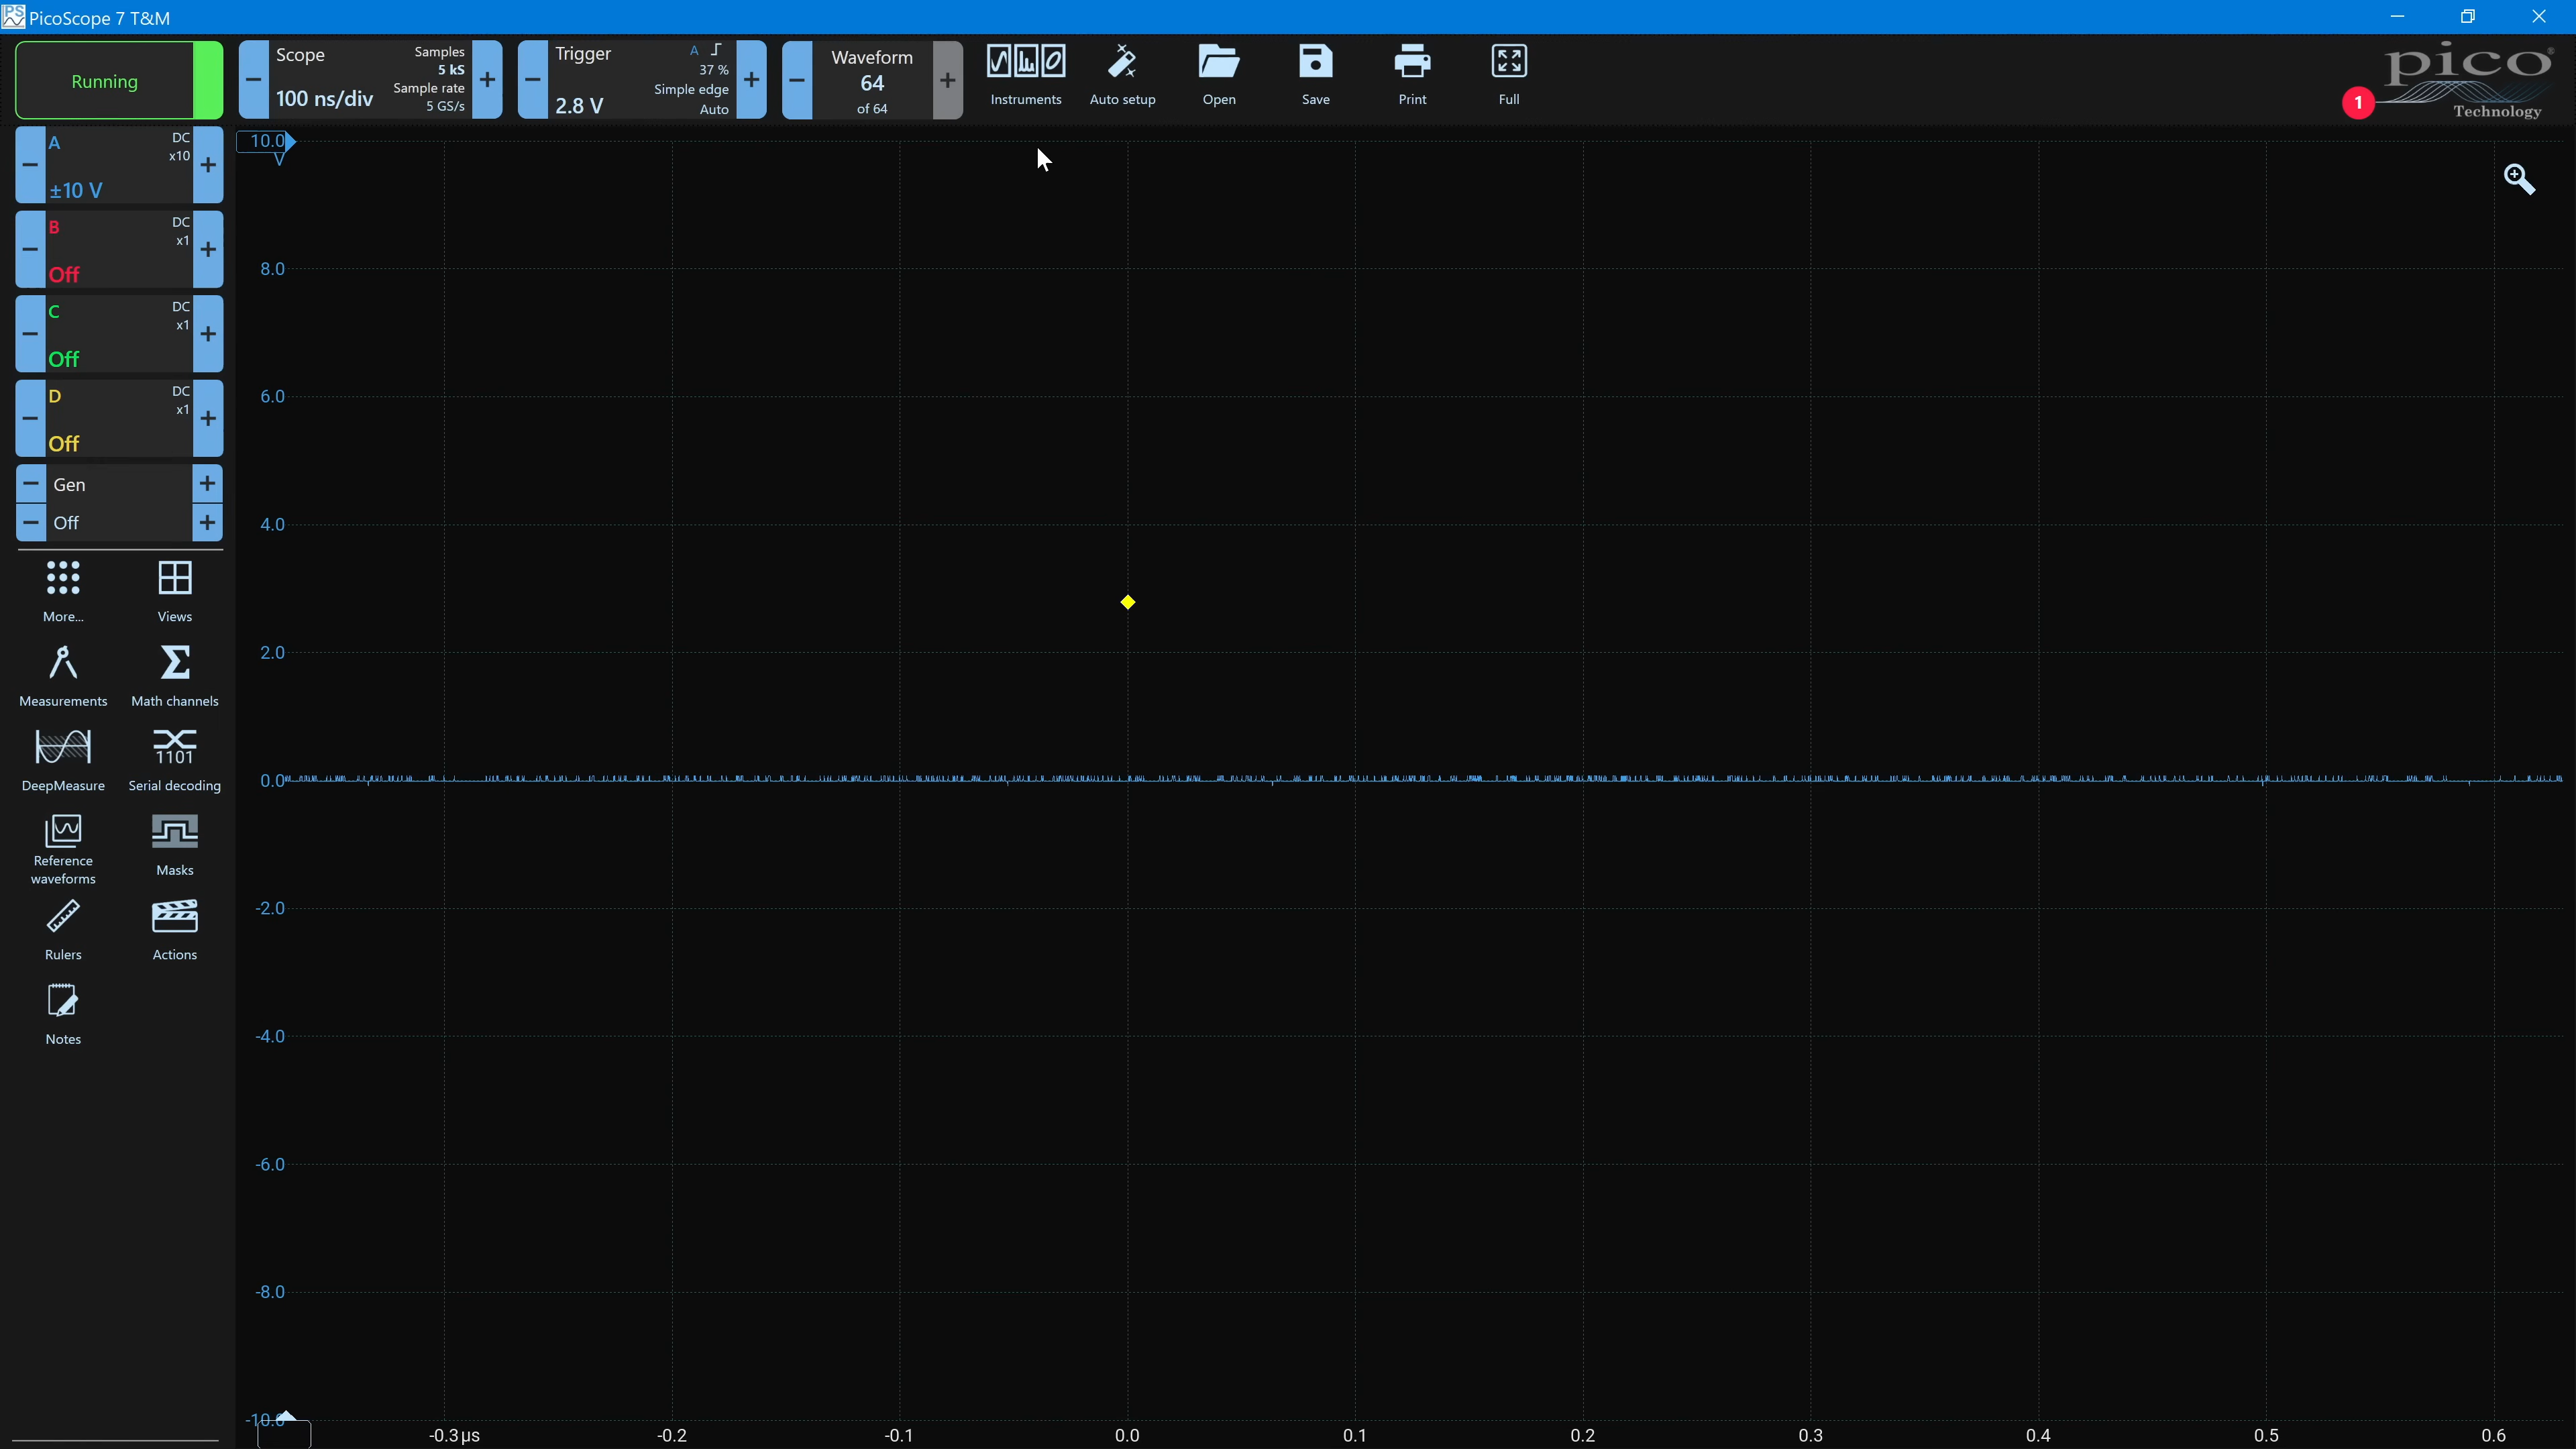 PicoScope 7 T&M
Running
Scope
100 ns/div
Samples
5 kS
Sample rate
5 GS/s
Trigger
2.8 V
A
37 %
Simple edge
Auto
Waveform
64
of 64
Instruments
Auto setup
Open
Save
Print
Full
1
pico®
Technology
A
DC
x10
±10 V
B
DC
x1
Off
C
DC
x1
Off
D
DC
x1
Off
Gen
Off
More...
Views
Measurements
Math channels
1101
DeepMeasure
Serial decoding
Reference
waveforms
Masks
Rulers
Actions
Notes
10.0
V
8.0
6.0
4.0
2.0
0.0
-2.0
-4.0
-6.0
-8.0
-10.0
-0.3 µs
-0.2
-0.1
0.0
0.1
0.2
0.3
0.4
0.5
0.6